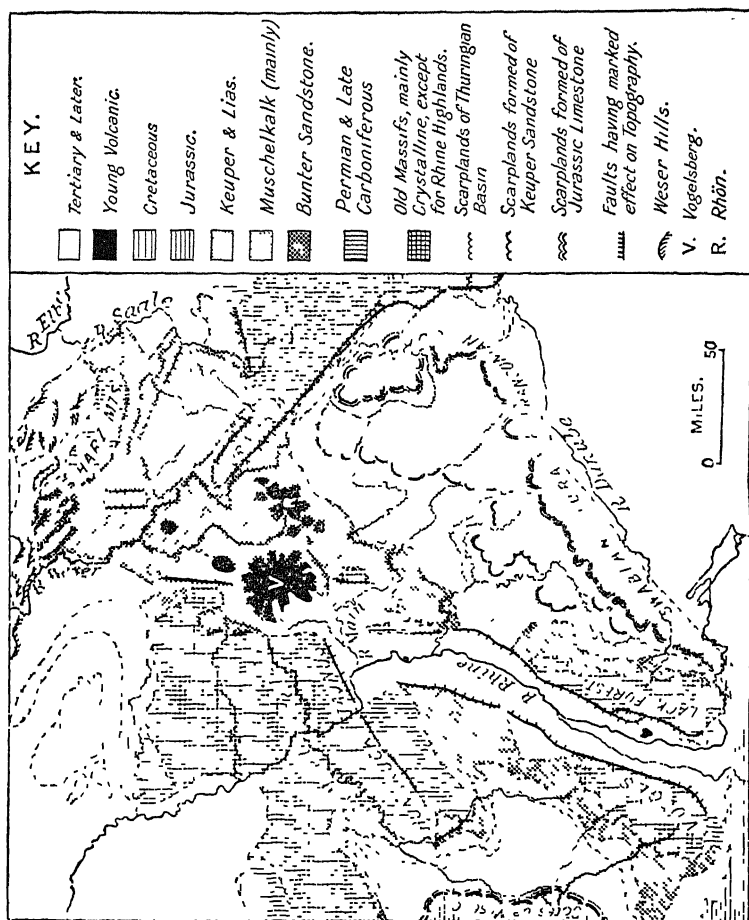 KEY.
Tertiary & Later.
Young Volcanic.
Cretaceous
Jurassic.
Keuper & Lias.
Muschelkalk (mainly)
Bunter Sandstone.
Permian & Late
Carboniferous
Old Massifs, mainly
Crystalline, except
for Rhine Highlands.
Scarplands of Thuringian
Basin
Scarplands formed of
Keuper Sandstone
Scarplands formed of
Jurassic Limestone
Faults having marked
effect on Topography.
Weser Hills.
V. Vogelsberg.
R. Rhön.
R. Elbe
R. Saale
HARZ MTS.
V
R. Rhine
SWABIAN JURA
R. Danube
MILES.
0 50